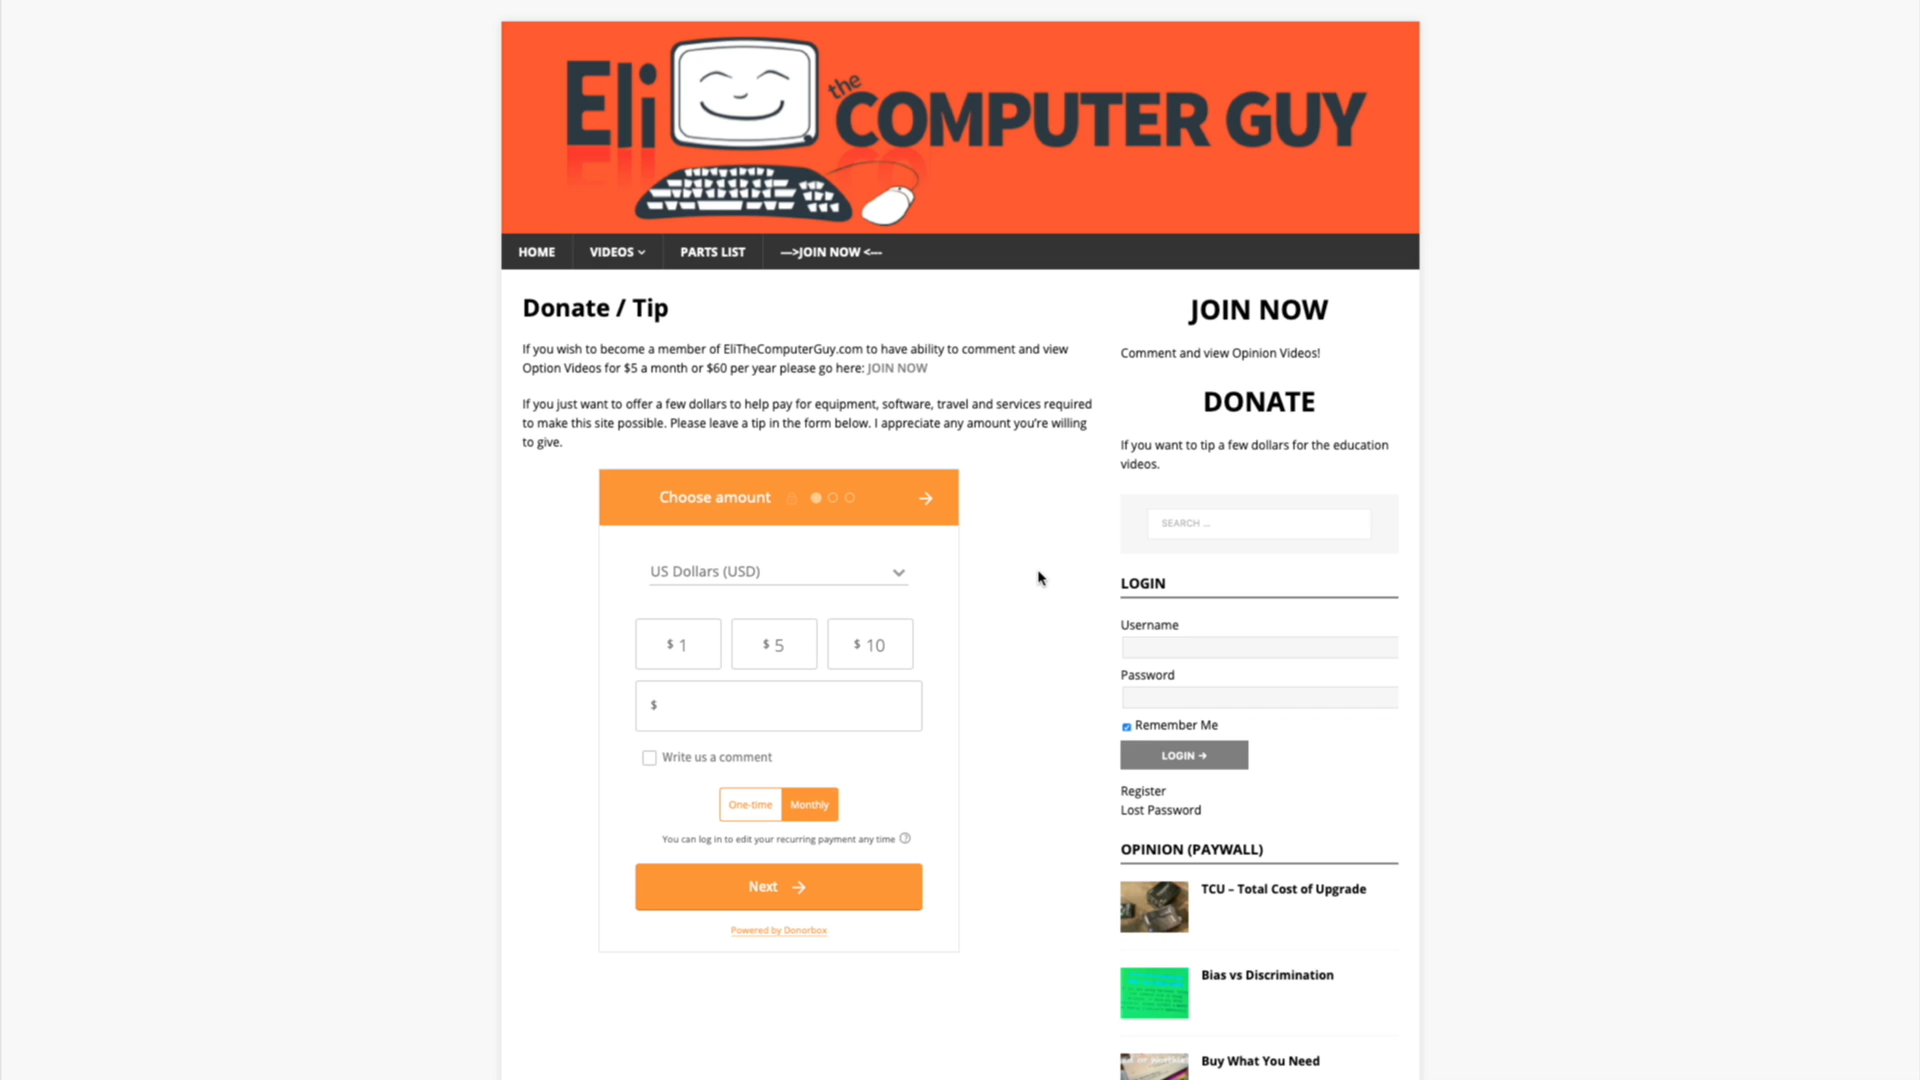 Eli the COMPUTER GUY
HOME VIDEOS PARTS LIST --->JOIN NOW <---
Donate / Tip
If you wish to become a member of EliTheComputerGuy.com to have ability to comment and view
Option Videos for $5 a month or $60 per year please go here: JOIN NOW
If you just want to offer a few dollars to help pay for equipment, software, travel and services required
to make this site possible. Please leave a tip in the form below. I appreciate any amount you're willing
to give.
Choose amount
US Dollars (USD)
$ 1 $ 5 $ 10
$
Write us a comment
One-time Monthly
You can log in to edit your recurring payment any time
Next
Powered by Donorbox
JOIN NOW
Comment and view Opinion Videos!
DONATE
If you want to tip a few dollars for the education
videos.
SEARCH ...
LOGIN
Username
Password
Remember Me
LOGIN →
Register
Lost Password
OPINION (PAYWALL)
TCU – Total Cost of Upgrade
Bias vs Discrimination
Buy What You Need